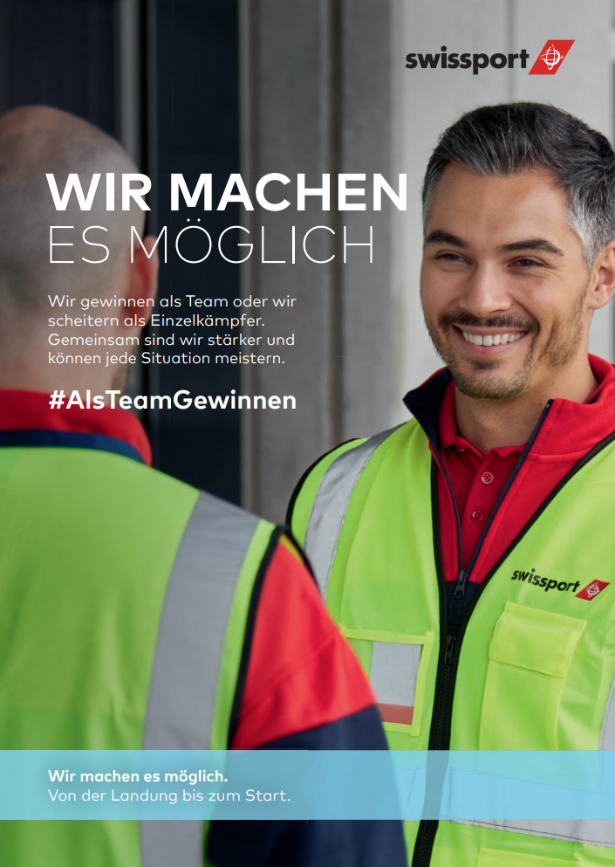 swissport
WIR MACHEN
ES MÖGLICH
Wir gewinnen als Team oder wir
scheitern als Einzelkämpfer.
Gemeinsam sind wir stärker und
können jede Situation meistern.
#AlsTeamGewinnen
swissport
Wir machen es möglich.
Von der Landung bis zum Start.